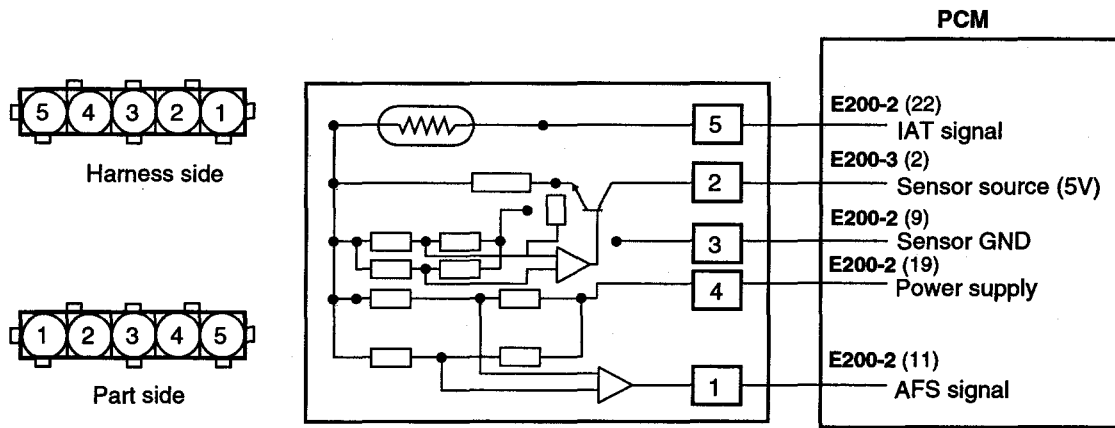 PCM
5 4 3 2 1
Harness side
1 2 3 4 5
Part side
5
E200-2 (22)
IAT signal
2
E200-3 (2)
Sensor source (5V)
3
E200-2 (9)
Sensor GND
4
E200-2 (19)
Power supply
1
E200-2 (11)
AFS signal